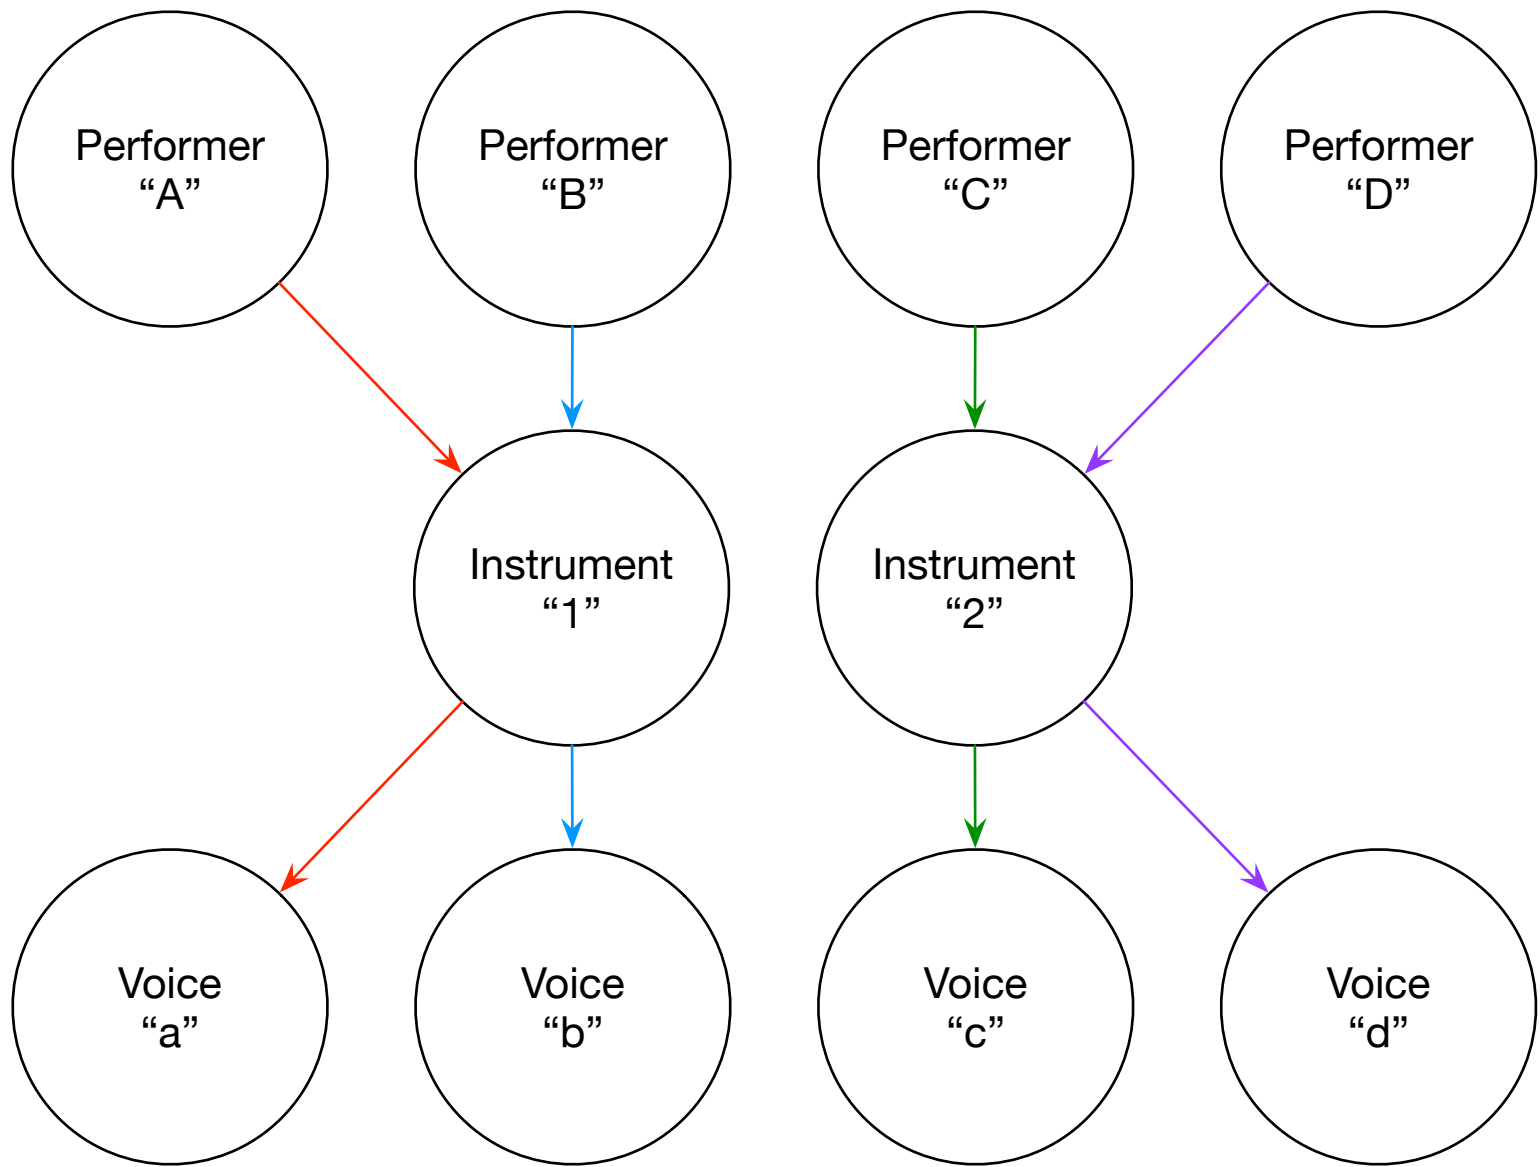 Performer
“A”
Performer
“B”
Performer
“C”
Performer
“D”
Instrument
“1”
Instrument
“2”
Voice
“a”
Voice
“b”
Voice
“c”
Voice
“d”